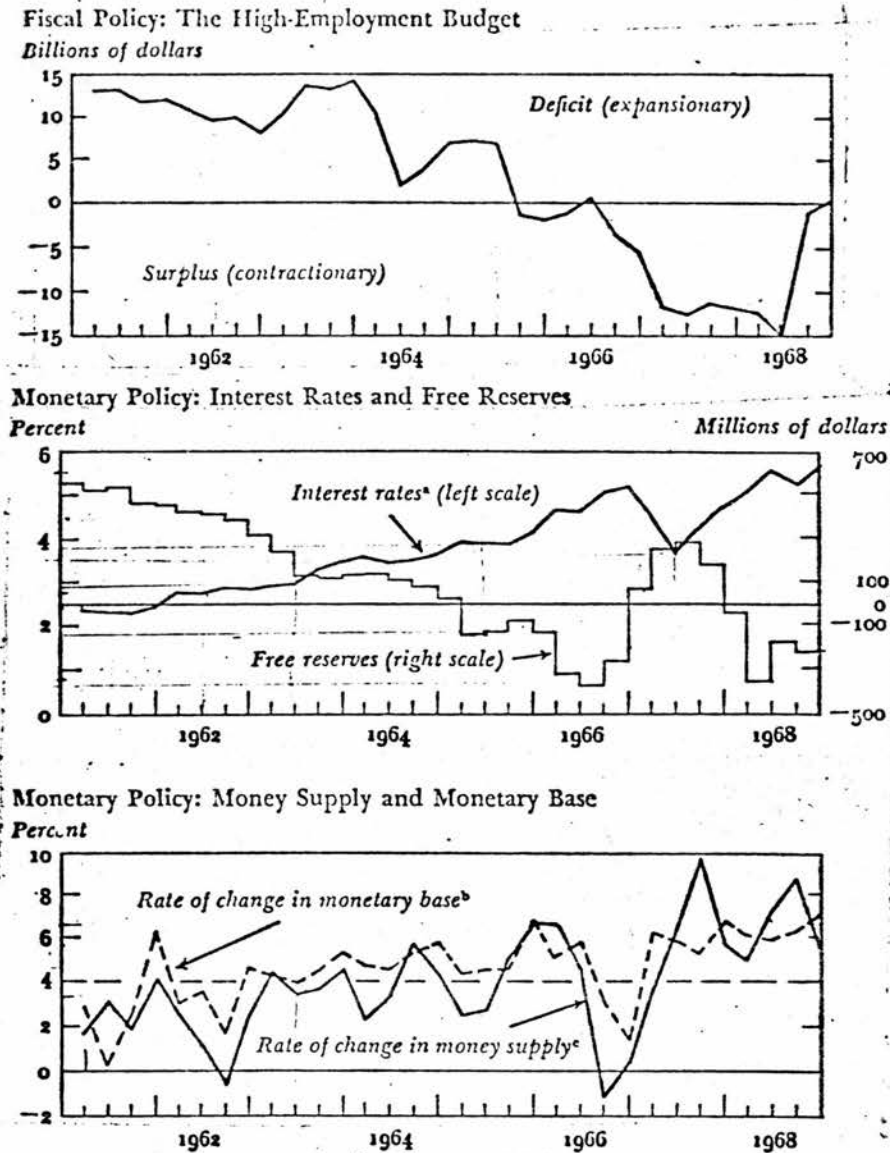 Fiscal Policy: The High-Employment Budget
Billions of dollars
15
10
5
0
—5
—10
—15
Deficit (expansionary)
Surplus (contractionary)
1962 1964 1966 1968
Monetary Policy: Interest Rates and Free Reserves
Percent Millions of dollars
6
4
2
0
700
100
0
—100
—500
Interest ratesᵃ (left scale)
Free reserves (right scale)
1962 1964 1966 1968
Monetary Policy: Money Supply and Monetary Base
Percent
10
8
6
4
2
0
—2
Rate of change in monetary baseᵇ
Rate of change in money supplyᶜ
1962 1964 1966 1968